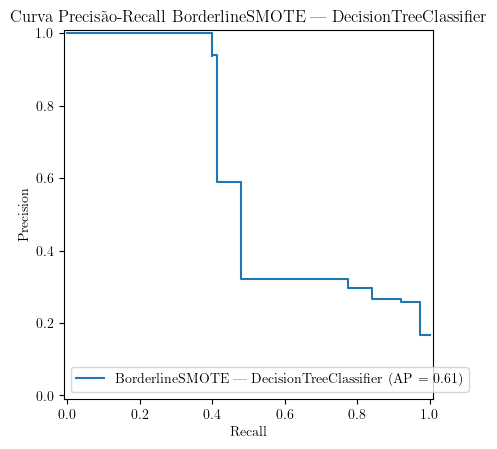 Curva Precisão-Recall BorderlineSMOTE — DecisionTreeClassifier
1.0
0.8
0.6
0.4
0.2
0.0
Precision
BorderlineSMOTE — DecisionTreeClassifier (AP = 0.61)
0.0 0.2 0.4 0.6 0.8 1.0
Recall